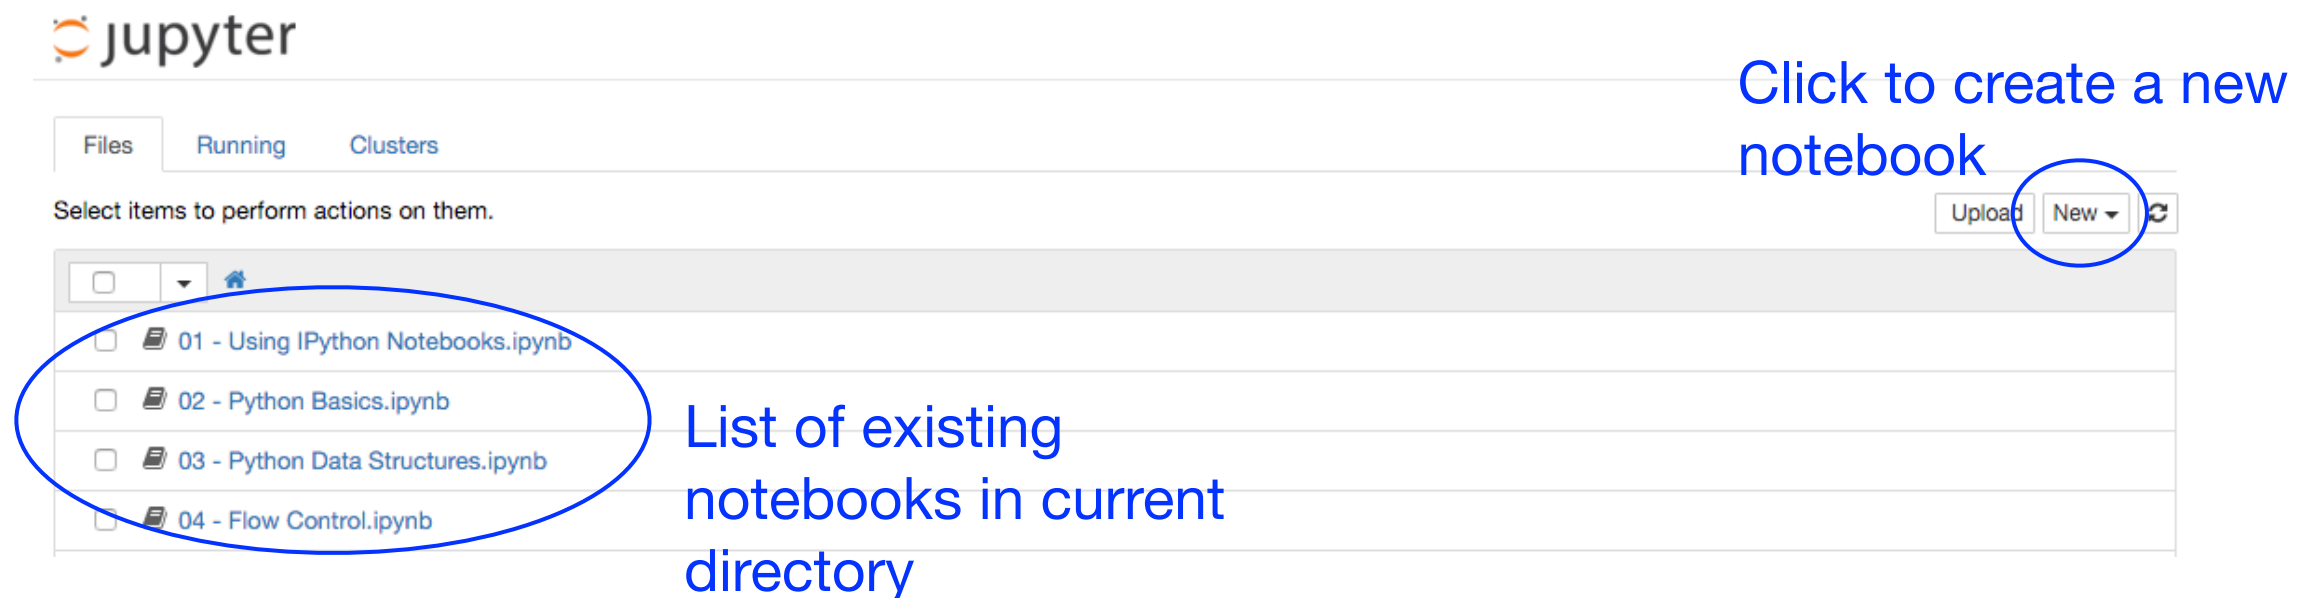 jupyter
Click to create a new
notebook
Files Running Clusters
Select items to perform actions on them.
Upload New
01 - Using IPython Notebooks.ipynb
02 - Python Basics.ipynb
03 - Python Data Structures.ipynb
04 - Flow Control.ipynb
List of existing
notebooks in current
directory